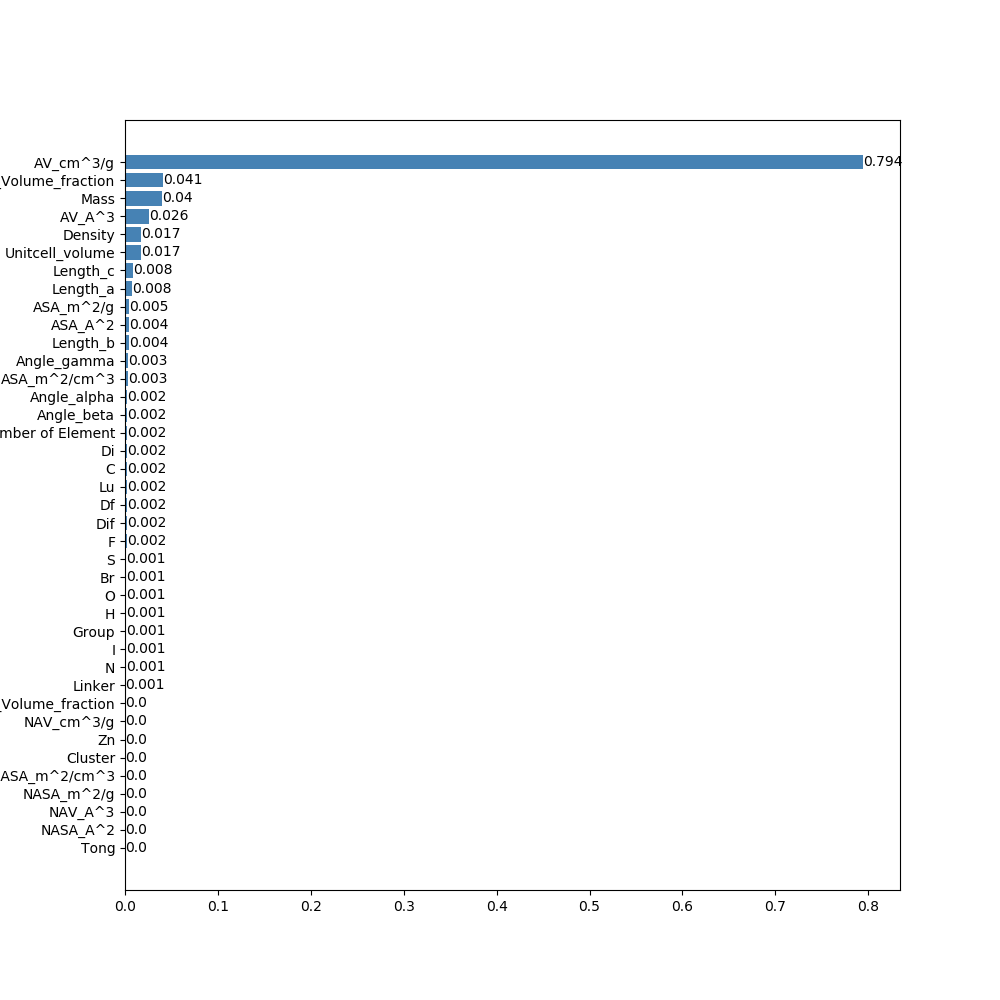 AV_cm^3/g 0.794
_Volume_fraction 0.041
Mass 0.04
AV_A^3 0.026
Density 0.017
Unitcell_volume 0.017
Length_c 0.008
Length_a 0.008
ASA_m^2/g 0.005
ASA_A^2 0.004
Length_b 0.004
Angle_gamma 0.003
ASA_m^2/cm^3 0.003
Angle_alpha 0.002
Angle_beta 0.002
mber of Element 0.002
Di 0.002
C 0.002
Lu 0.002
Df 0.002
Dif 0.002
F 0.002
S 0.001
Br 0.001
O 0.001
H 0.001
Group 0.001
I 0.001
N 0.001
Linker 0.001
_Volume_fraction 0.0
NAV_cm^3/g 0.0
Zn 0.0
Cluster 0.0
ASA_m^2/cm^3 0.0
NASA_m^2/g 0.0
NAV_A^3 0.0
NASA_A^2 0.0
Tong 0.0
0.0 0.1 0.2 0.3 0.4 0.5 0.6 0.7 0.8